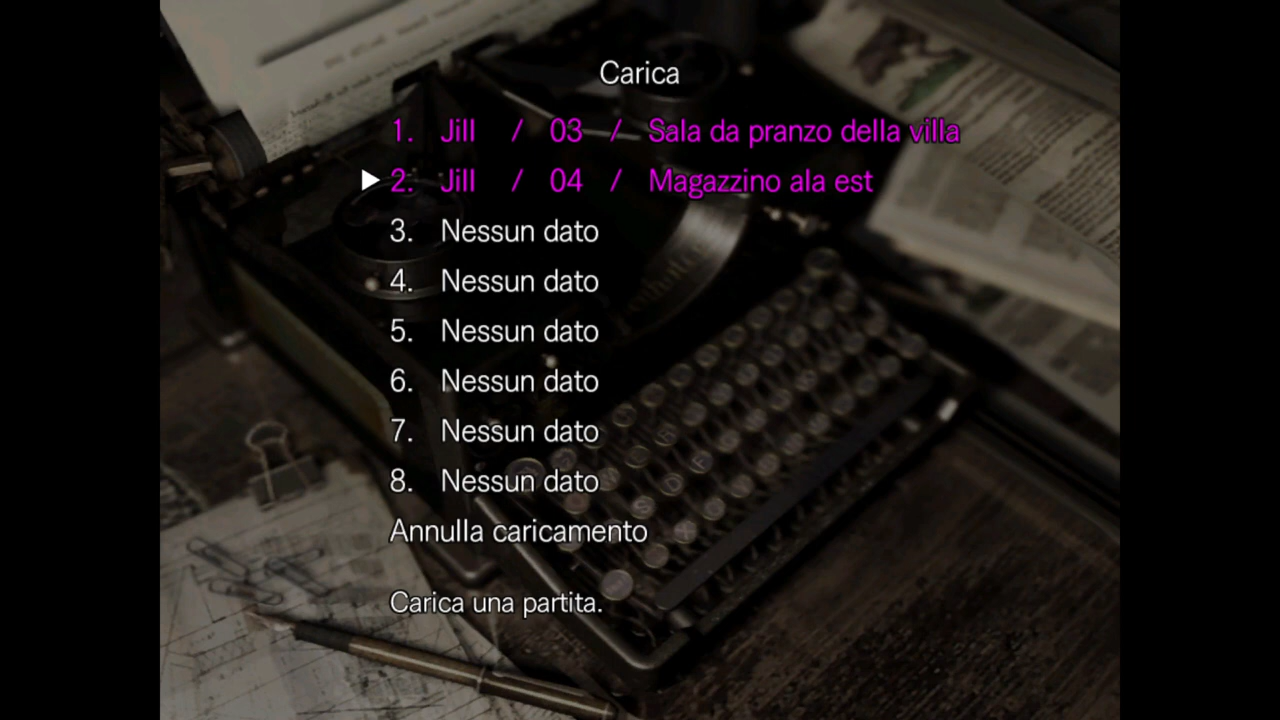 Carica
1. Jill / 03 / Sala da pranzo della villa
2. Jill / 04 / Magazzino ala est
3. Nessun dato
4. Nessun dato
5. Nessun dato
6. Nessun dato
7. Nessun dato
8. Nessun dato
Annulla caricamento
Carica una partita.